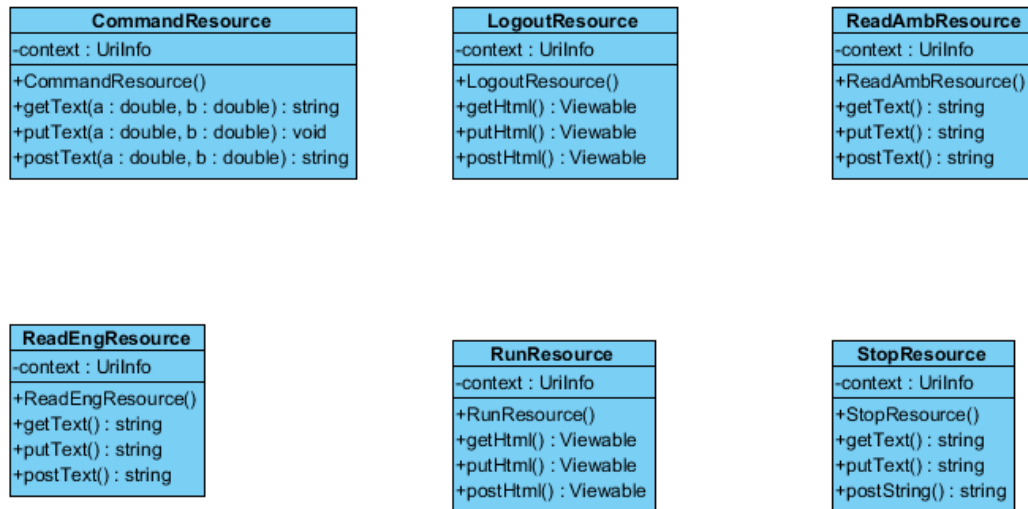 CommandResource
-context : UriInfo
+CommandResource()
+getText(a : double, b : double) : string
+putText(a : double, b : double) : void
+postText(a : double, b : double) : string
LogoutResource
-context : UriInfo
+LogoutResource()
+getHtml() : Viewable
+putHtml() : Viewable
+postHtml() : Viewable
ReadAmbResource
-context : UriInfo
+ReadAmbResource()
+getText() : string
+putText() : string
+postText() : string
ReadEngResource
-context : UriInfo
+ReadEngResource()
+getText() : string
+putText() : string
+postText() : string
RunResource
-context : UriInfo
+RunResource()
+getHtml() : Viewable
+putHtml() : Viewable
+postHtml() : Viewable
StopResource
-context : UriInfo
+StopResource()
+getText() : string
+putText() : string
+postString() : string